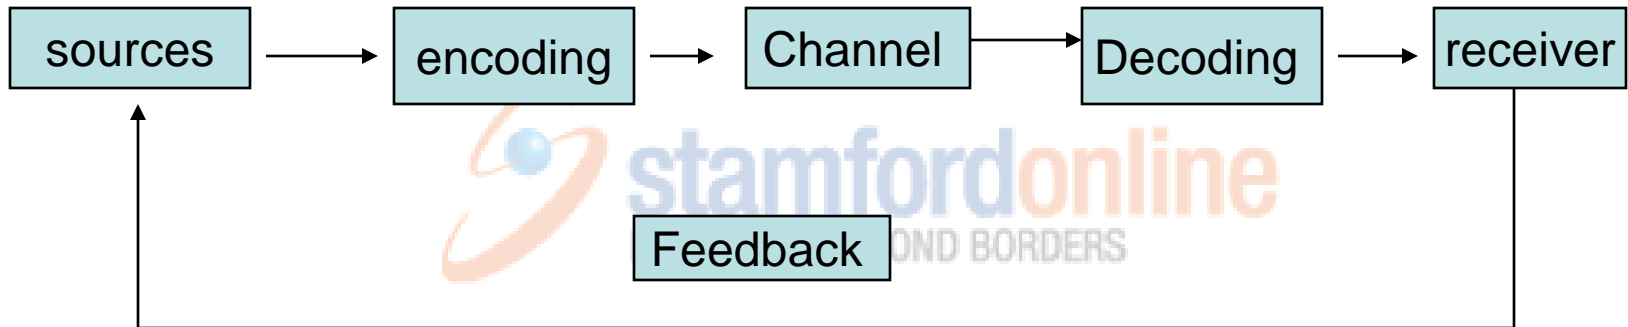 sources
encoding
Channel
Decoding
receiver
stamfordonline
Feedback
OND BORDERS